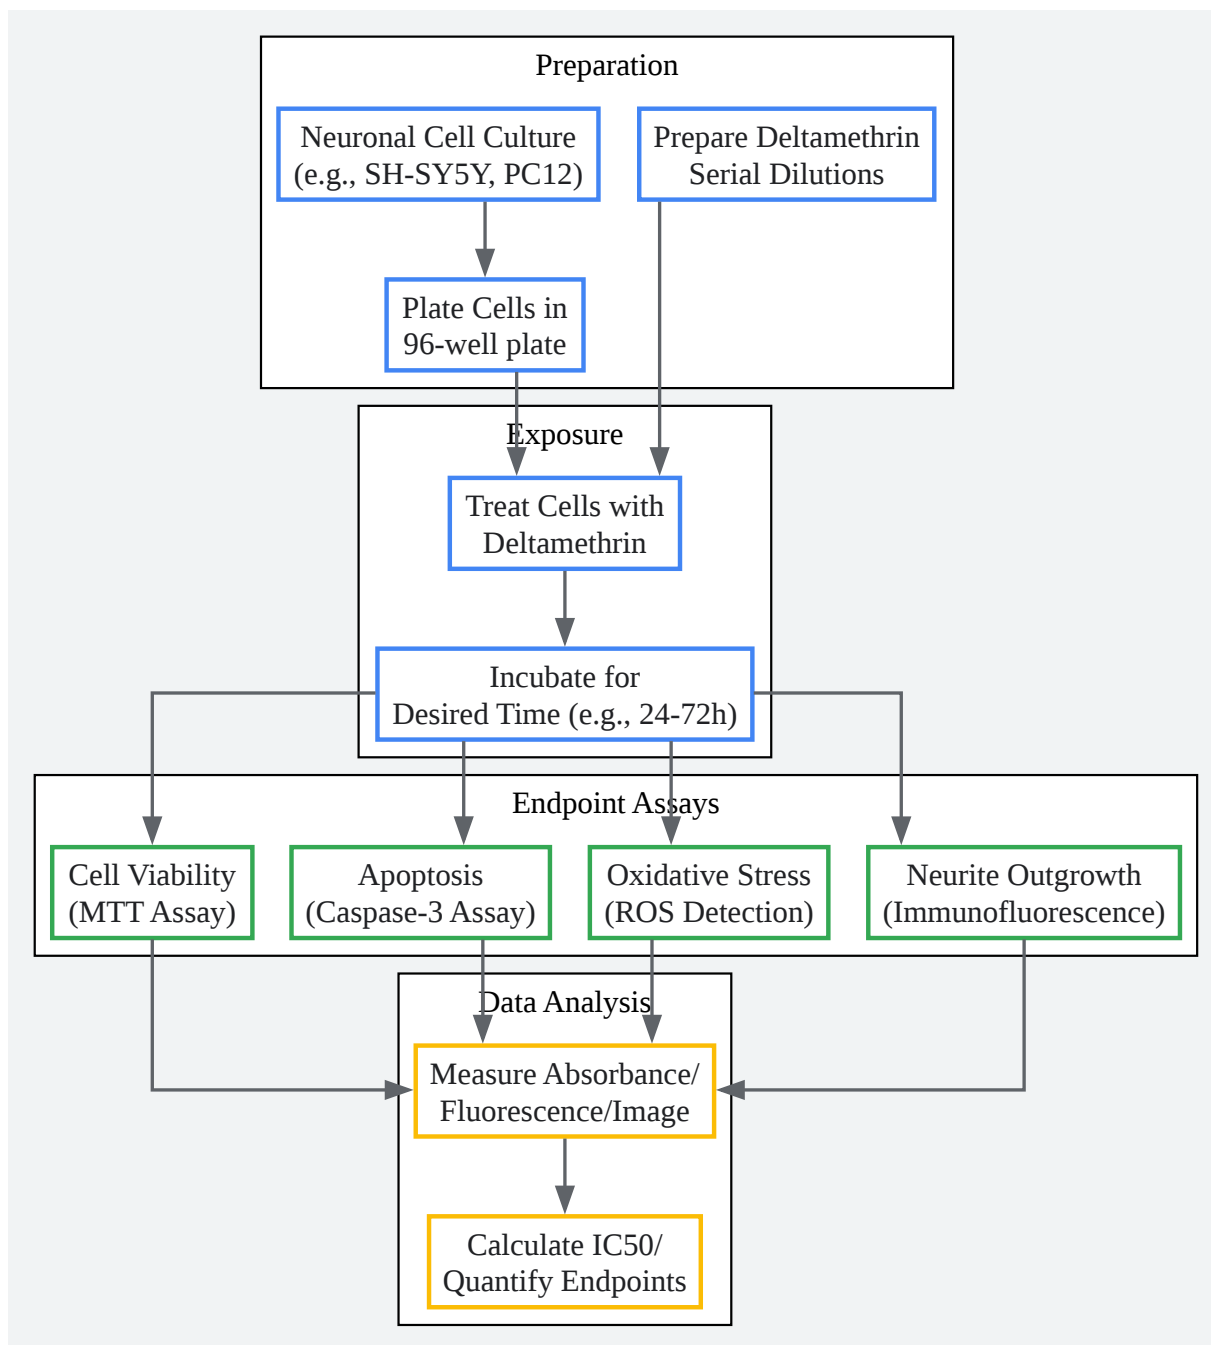 Preparation
Neuronal Cell Culture
(e.g., SH-SY5Y, PC12)
Prepare Deltamethrin
Serial Dilutions
Plate Cells in
96-well plate
Exposure
Treat Cells with
Deltamethrin
Incubate for
Desired Time (e.g., 24-72h)
Endpoint Assays
Cell Viability
(MTT Assay)
Apoptosis
(Caspase-3 Assay)
Oxidative Stress
(ROS Detection)
Neurite Outgrowth
(Immunofluorescence)
Data Analysis
Measure Absorbance/
Fluorescence/Image
Calculate IC50/
Quantify Endpoints